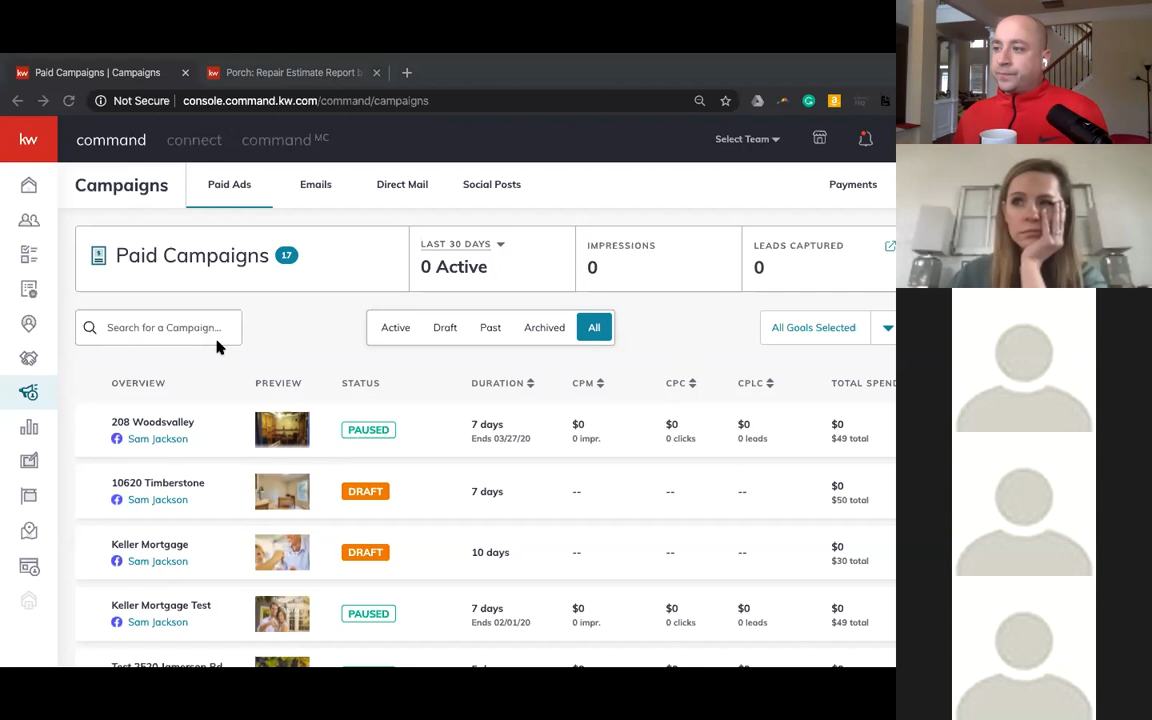 kw Paid Campaigns | Campaigns
kw Porch: Repair Estimate Report b
Not Secure console.command.kw.com/command/campaigns
kw command connect command MC Select Team
Campaigns Paid Ads Emails Direct Mail Social Posts Payments
Paid Campaigns 17
LAST 30 DAYS
0 Active
IMPRESSIONS
0
LEADS CAPTURED
0
Search for a Campaign... Active Draft Past Archived All All Goals Selected
OVERVIEW PREVIEW STATUS DURATION CPM CPC CPLC TOTAL SPEND
208 Woodsvalley PAUSED 7 days $0 $0 $0 $0
Sam Jackson Ends 03/27/20 0 impr. 0 clicks 0 leads $49 total
10620 Timberstone DRAFT 7 days -- -- -- $0
Sam Jackson $50 total
Keller Mortgage DRAFT 10 days -- -- -- $0
Sam Jackson $30 total
Keller Mortgage Test PAUSED 7 days $0 $0 $0 $0
Sam Jackson Ends 02/01/20 0 impr. 0 clicks 0 leads $49 total